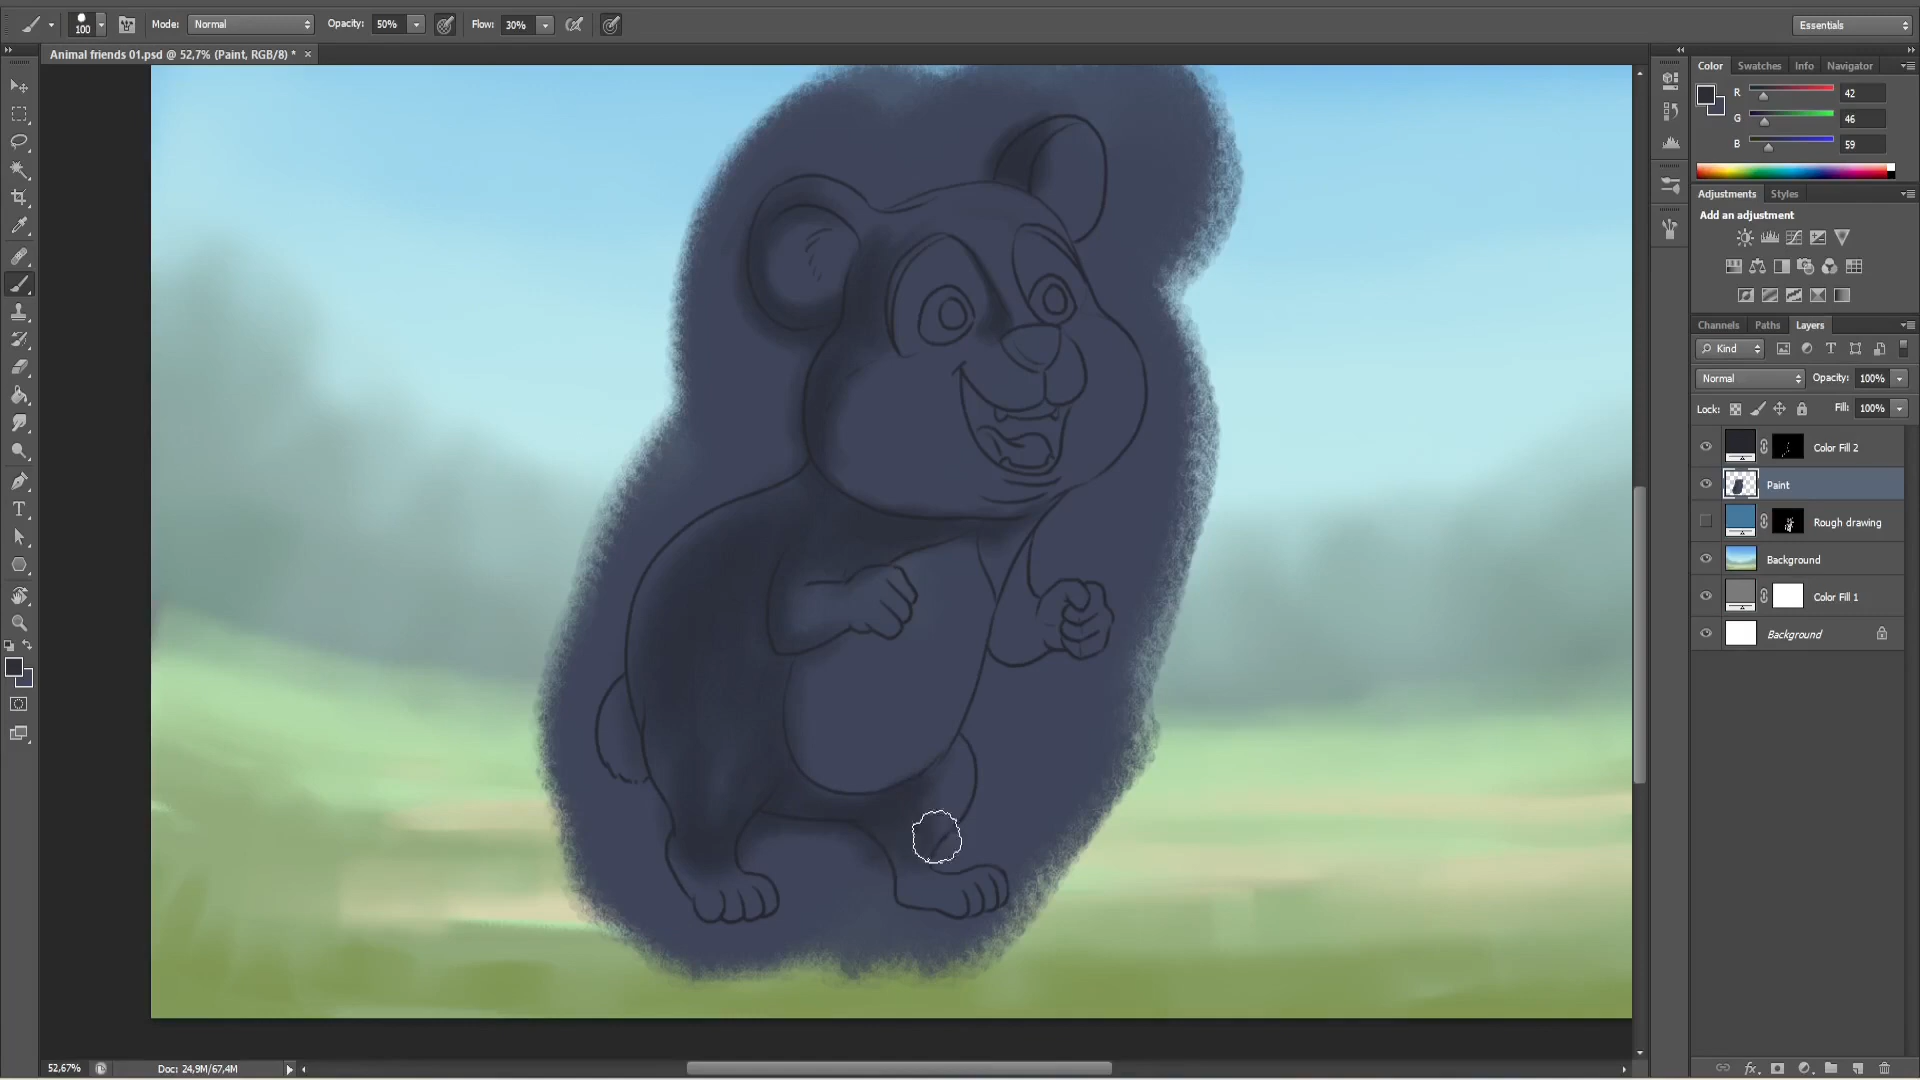 100 Mode: Normal Opacity: 50% Flow: 30% Essentials
Animal friends 01.psd @ 52,7% (Paint, RGB/8) * ×
Color Swatches Info Navigator
R 42
G 46
B 59
Adjustments Styles
Add an adjustment
Channels Paths Layers
Kind
Normal Opacity: 100%
Lock: Fill: 100%
Color Fill 2
Paint
Rough drawing
Background
Color Fill 1
Background
52,67% Doc: 24,9M/67,4M